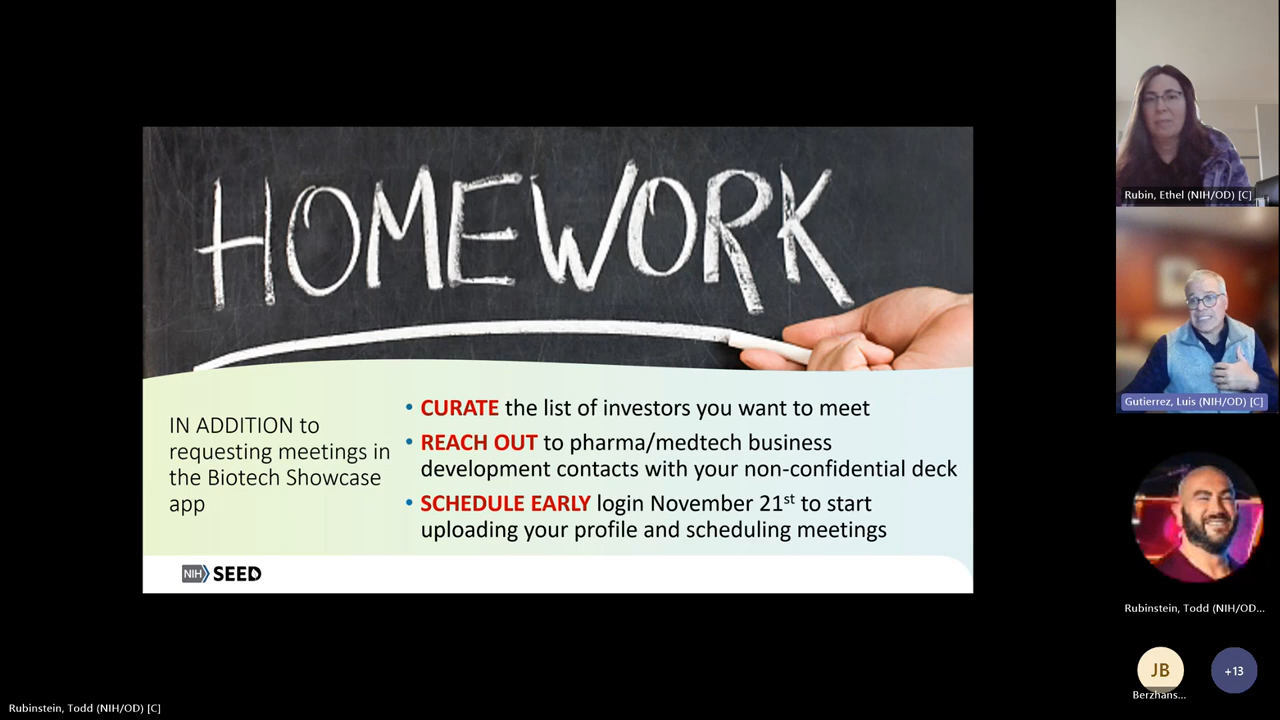 HOMEWORK
IN ADDITION to
requesting meetings in
the Biotech Showcase
app
• CURATE the list of investors you want to meet
• REACH OUT to pharma/medtech business
development contacts with your non-confidential deck
• SCHEDULE EARLY login November 21st to start
uploading your profile and scheduling meetings
NIH SEED
Rubin, Ethel (NIH/OD) [C]
Gutierrez, Luis (NIH/OD) [C]
Rubinstein, Todd (NIH/OD...
JB
Berzhans...
+13
Rubinstein, Todd (NIH/OD) [C]